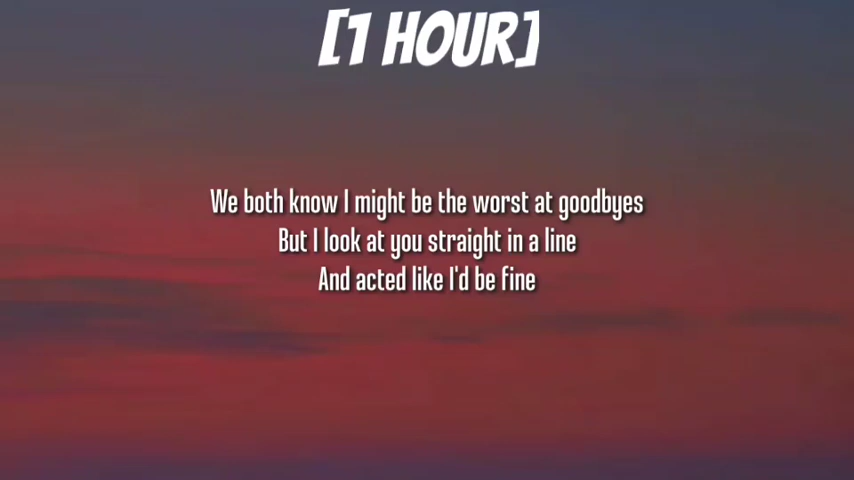 [1 HOUR]
We both know I might be the worst at goodbyes
But I look at you straight in a line
And acted like I'd be fine